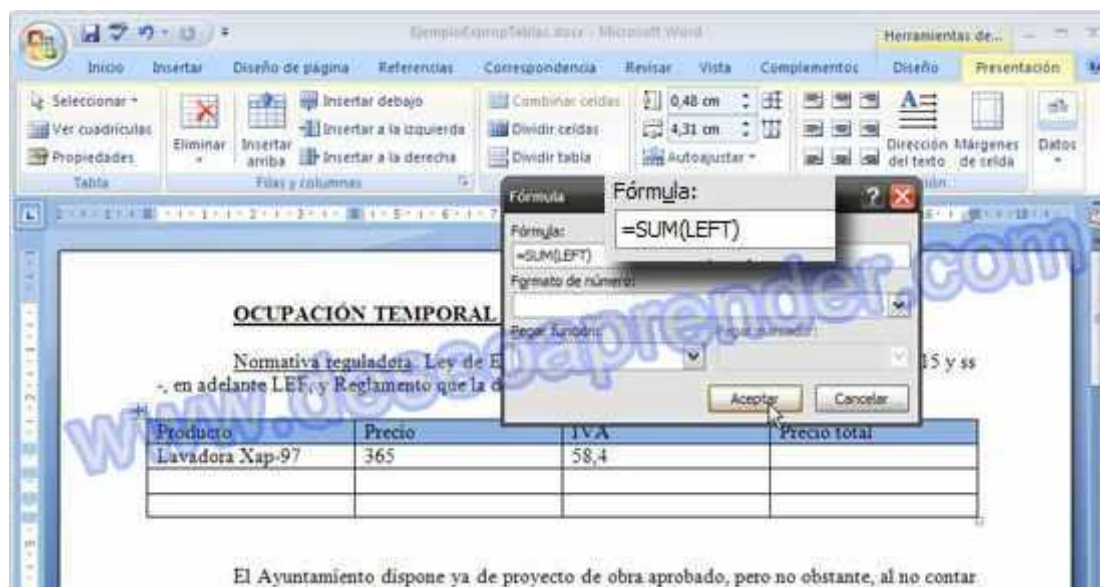 EjemploExpropTablas.docx - Microsoft Word
Herramientas de...
Inicio Insertar Diseño de página Referencias Correspondencia Revisar Vista Complementos Diseño Presentación
Seleccionar
Ver cuadrículas
Propiedades
Tabla
Eliminar
Insertar arriba
Insertar debajo
Insertar a la izquierda
Insertar a la derecha
Filas y columnas
Combinar celdas
Dividir celdas
Dividir tabla
0,48 cm
4,31 cm
Autoajustar
Dirección del texto
Márgenes de selda
Datos
Fórmula
Fórmula:
=SUM(LEFT)
Fórmula:
=SUM(LEFT)
Formato de número:
Pegar función:
Pegar marcador:
Aceptar Cancelar
www.deseoaprender.com
OCUPACIÓN TEMPORAL
Normativa reguladora. Ley de E 15 y ss
-, en adelante LEF, y Reglamento que la d
Producto Precio IVA Precio total
Lavadora Xap-97 365 58,4
El Ayuntamiento dispone ya de proyecto de obra aprobado, pero no obstante, al no contar